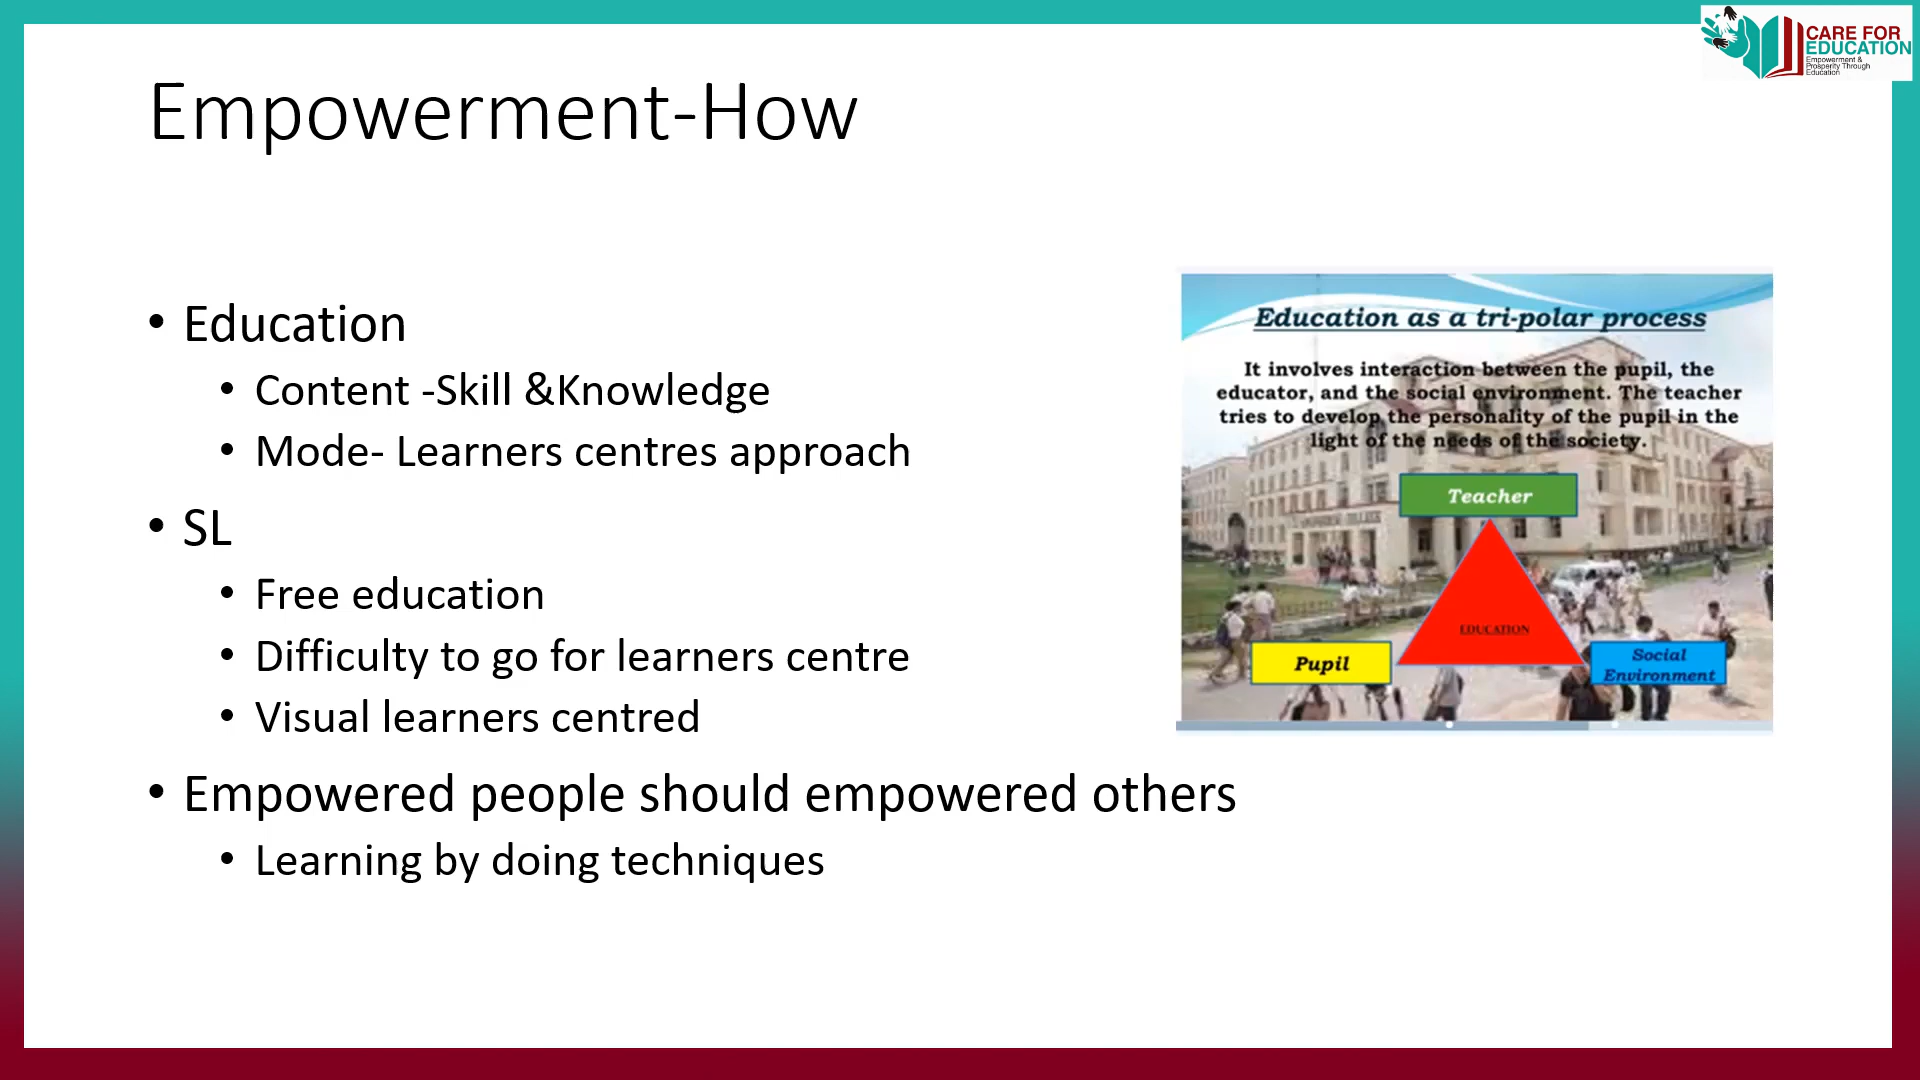 CARE FOR
EDUCATION
Empowerment &
Prosperity Through
Education
Empowerment-How
• Education
• Content -Skill &Knowledge
• Mode- Learners centres approach
• SL
• Free education
• Difficulty to go for learners centre
• Visual learners centred
• Empowered people should empowered others
• Learning by doing techniques
Education as a tri-polar process
It involves interaction between the pupil, the
educator, and the social environment. The teacher
tries to develop the personality of the pupil in the
light of the needs of the society.
Teacher
EDUCATION
Pupil
Social
Environment